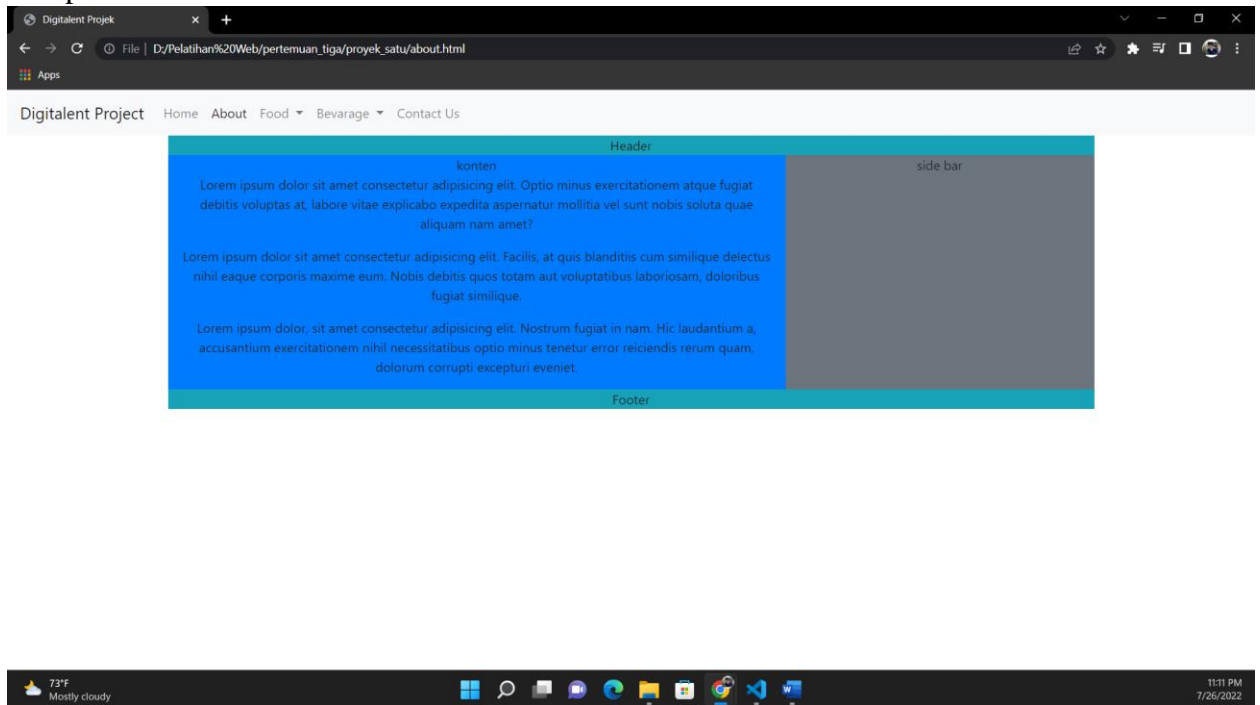 Digitalent Projek
File | D:/Pelatihan%20Web/pertemuan_tiga/proyek_satu/about.html
Apps
Digitalent Project Home About Food Bevarage Contact Us
Header
konten
Lorem ipsum dolor sit amet consectetur adipisicing elit. Optio minus exercitationem atque fugiat
debitis voluptas at, labore vitae explicabo expedita aspernatur mollitia vel sunt nobis soluta quae
aliquam nam amet?
Lorem ipsum dolor sit amet consectetur adipisicing elit. Facilis, at quis blanditiis cum similique delectus
nihil eaque corporis maxime eum. Nobis debitis quos totam aut voluptatibus laboriosam, doloribus
fugiat similique.
Lorem ipsum dolor, sit amet consectetur adipisicing elit. Nostrum fugiat in nam. Hic laudantium a,
accusantium exercitationem nihil necessitatibus optio minus tenetur error reiciendis rerum quam,
dolorum corrupti excepturi eveniet.
side bar
Footer
73°F
Mostly cloudy
11:11 PM
7/26/2022